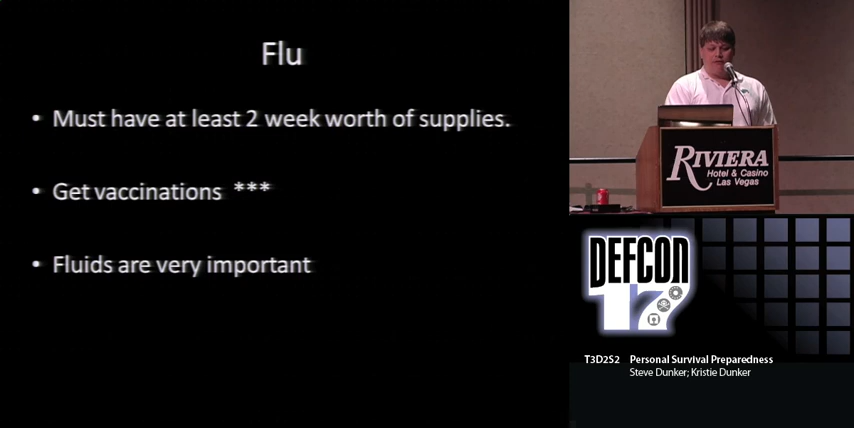 Flu
• Must have at least 2 week worth of supplies.
• Get vaccinations ***
• Fluids are very important
RIVIERA
Hotel & Casino
Las Vegas
DEFCON
17
T3D2S2 Personal Survival Preparedness
Steve Dunker; Kristie Dunker